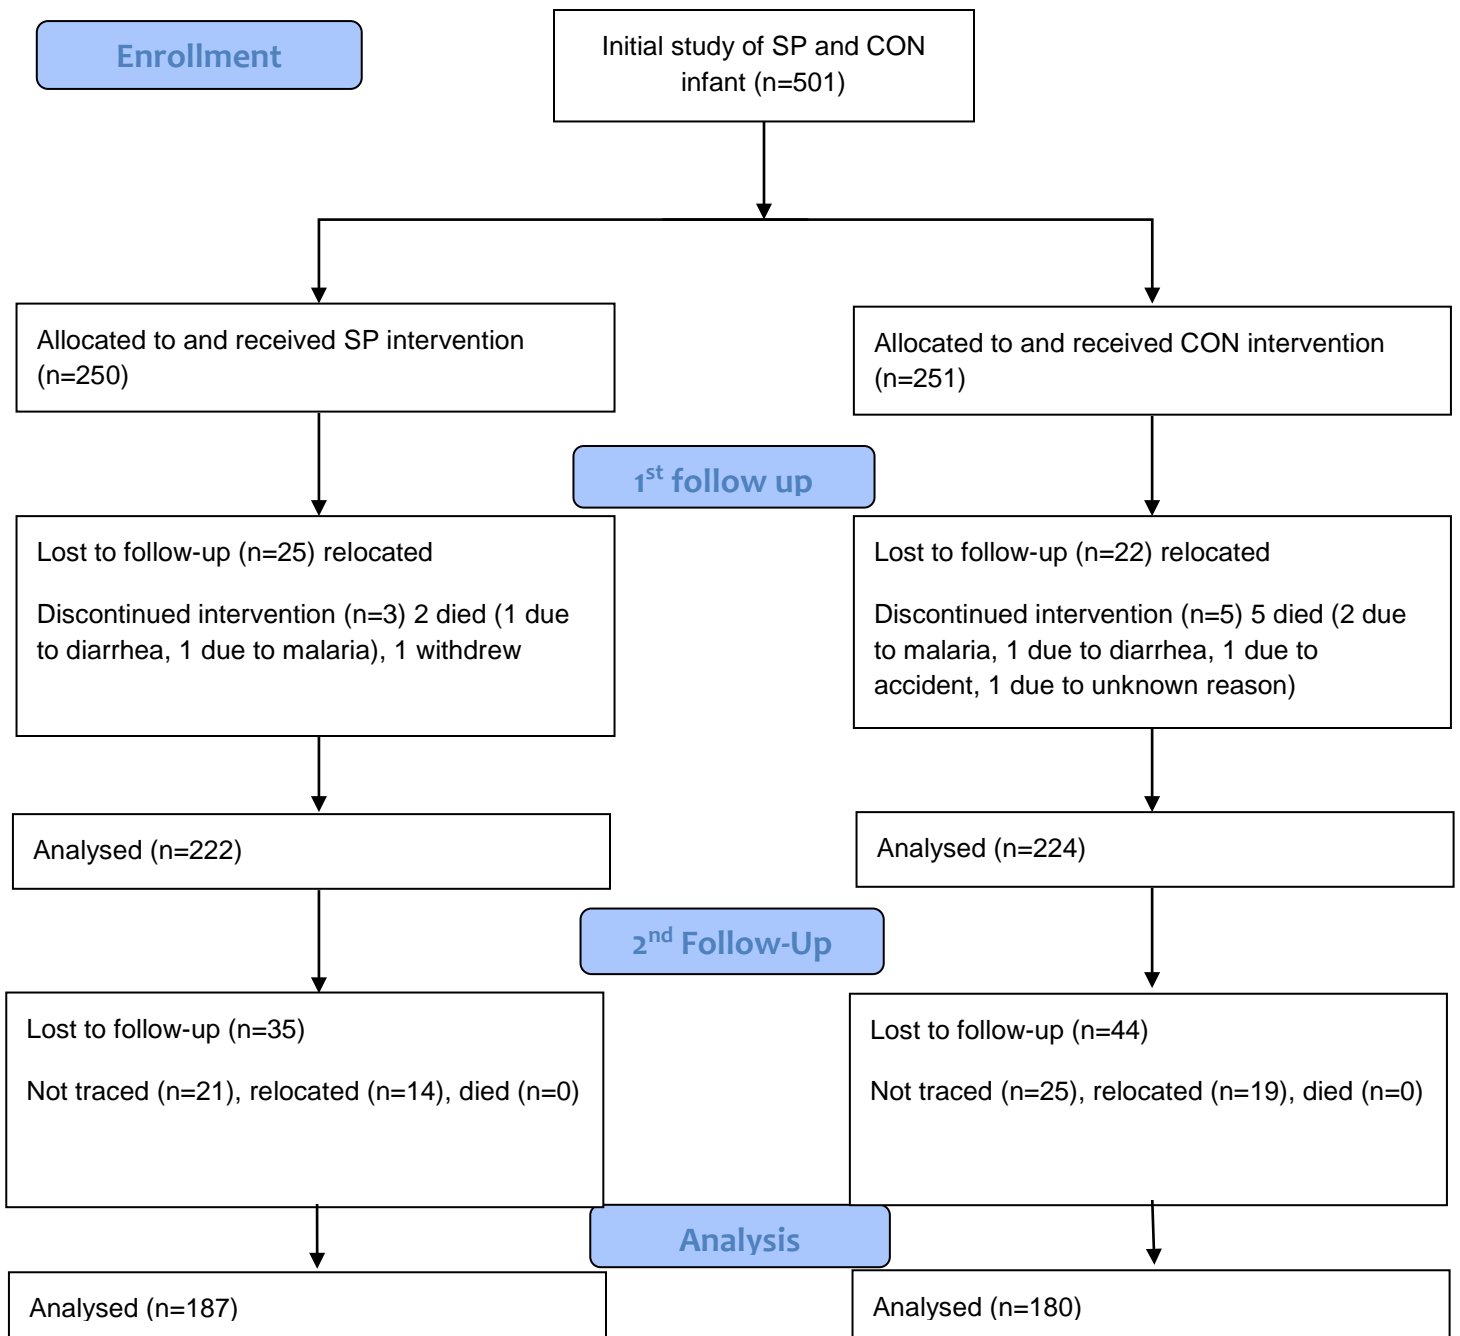 Enrollment
Initial study of SP and CON
infant (n=501)
Allocated to and received SP intervention
(n=250)
Allocated to and received CON intervention
(n=251)
1st follow up
Lost to follow-up (n=25) relocated
Discontinued intervention (n=3) 2 died (1 due
to diarrhea, 1 due to malaria), 1 withdrew
Lost to follow-up (n=22) relocated
Discontinued intervention (n=5) 5 died (2 due
to malaria, 1 due to diarrhea, 1 due to
accident, 1 due to unknown reason)
Analysed (n=222)
Analysed (n=224)
2nd Follow-Up
Lost to follow-up (n=35)
Not traced (n=21), relocated (n=14), died (n=0)
Lost to follow-up (n=44)
Not traced (n=25), relocated (n=19), died (n=0)
Analysis
Analysed (n=187)
Analysed (n=180)